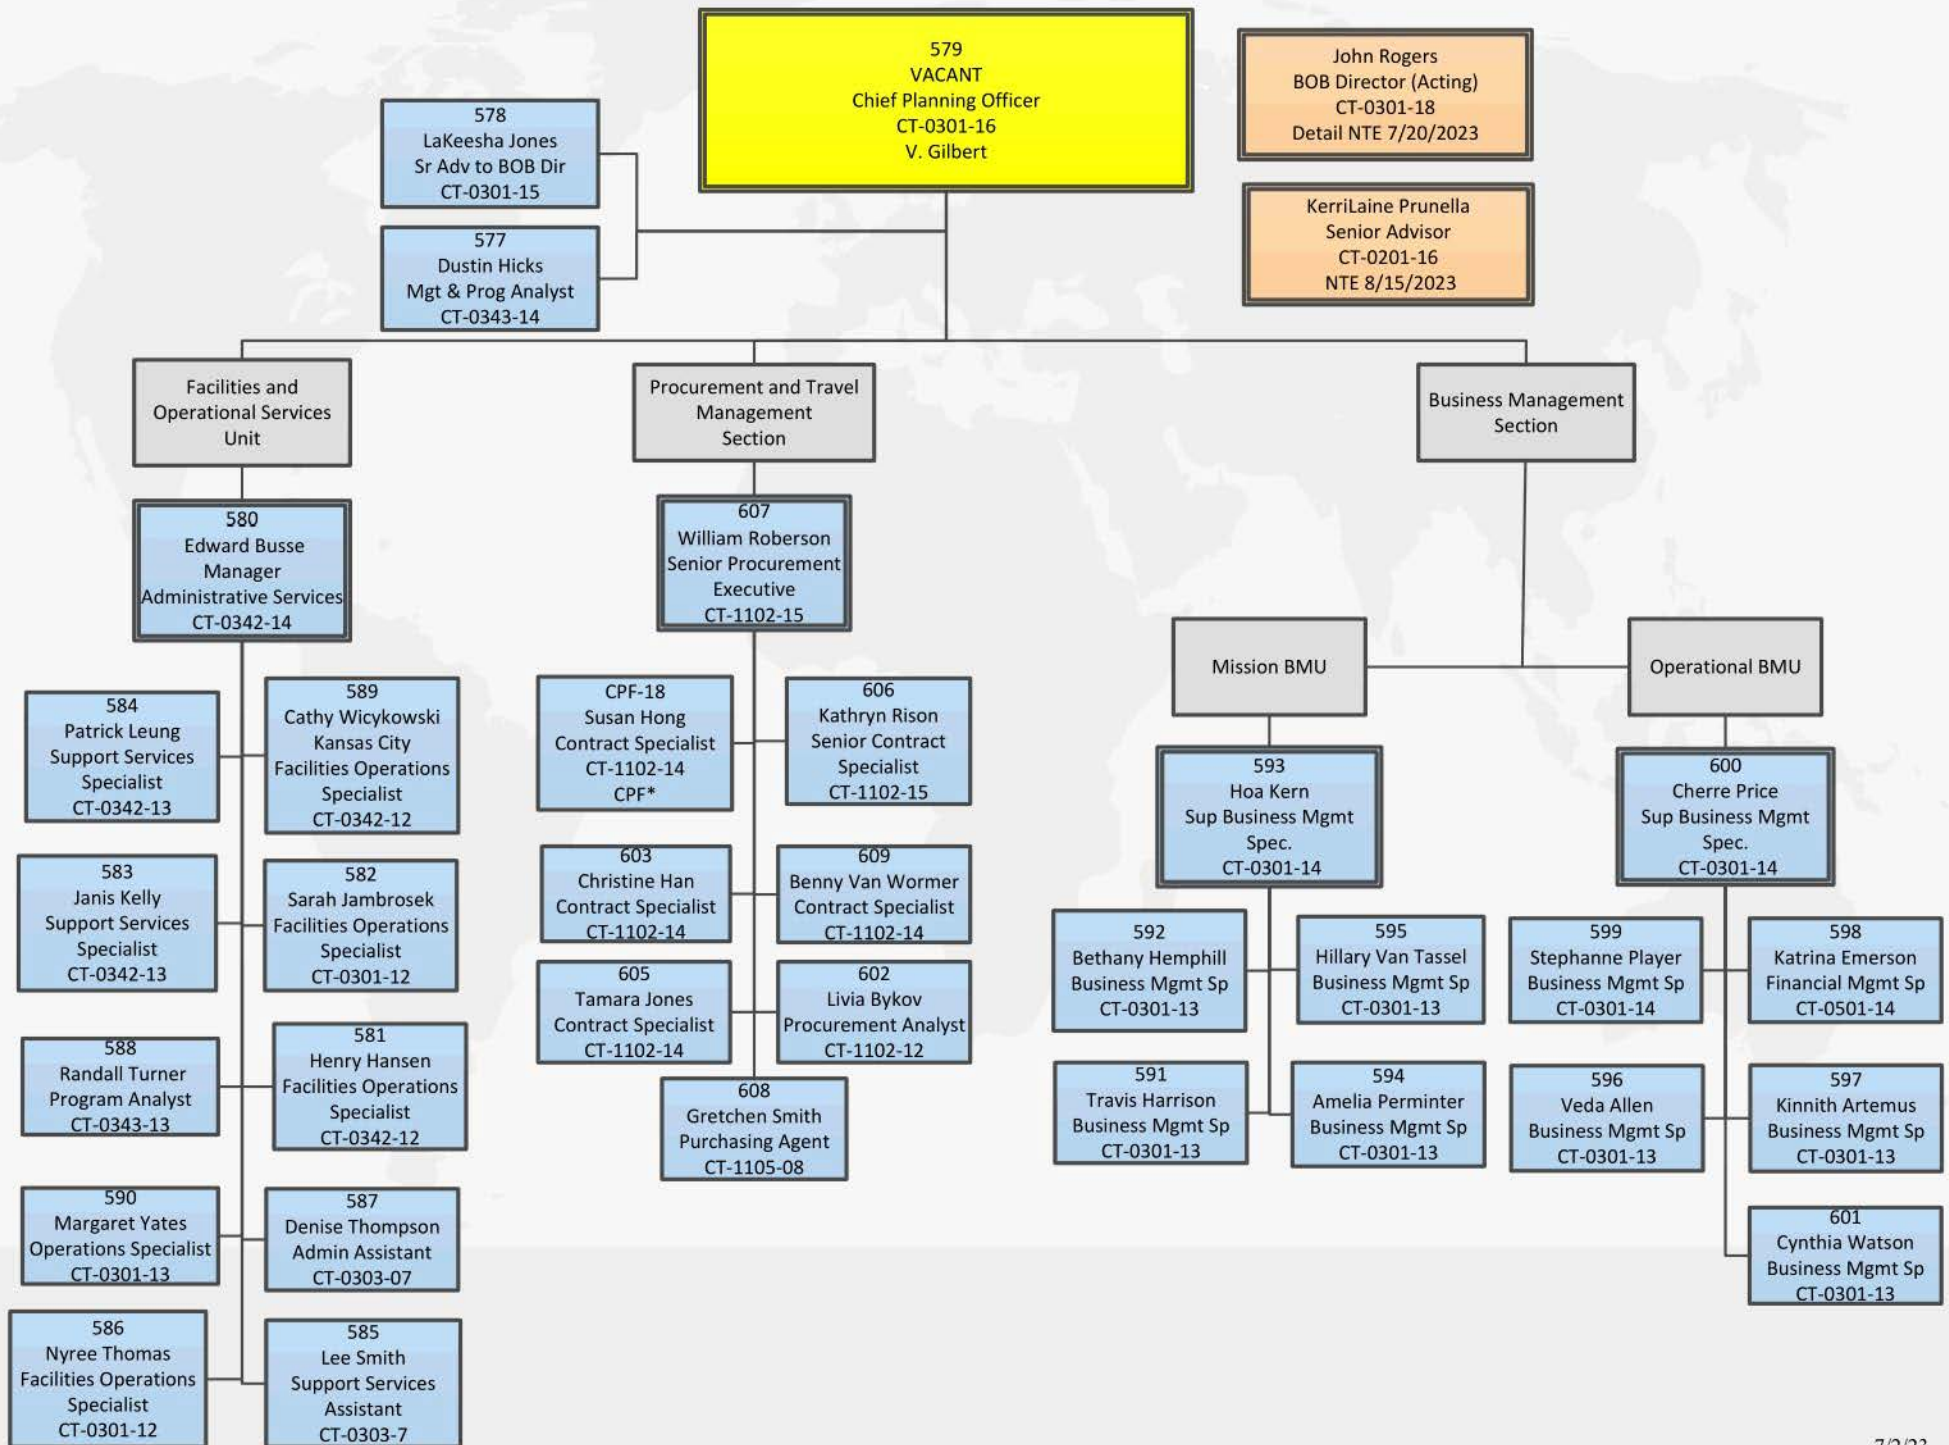 579
VACANT
Chief Planning Officer
CT-0301-16
V. Gilbert
John Rogers
BOB Director (Acting)
CT-0301-18
Detail NTE 7/20/2023
578
LaKeesha Jones
Sr Adv to BOB Dir
CT-0301-15
KerriLaine Prunella
Senior Advisor
CT-0201-16
NTE 8/15/2023
577
Dustin Hicks
Mgt & Prog Analyst
CT-0343-14
Facilities and
Operational Services
Unit
Procurement and Travel
Management
Section
Business Management
Section
580
Edward Busse
Manager
Administrative Services
CT-0342-14
607
William Roberson
Senior Procurement
Executive
CT-1102-15
Mission BMU
Operational BMU
584
Patrick Leung
Support Services
Specialist
CT-0342-13
589
Cathy Wicykowski
Kansas City
Facilities Operations
Specialist
CT-0342-12
CPF-18
Susan Hong
Contract Specialist
CT-1102-14
CPF*
606
Kathryn Rison
Senior Contract
Specialist
CT-1102-15
593
Hoa Kern
Sup Business Mgmt
Spec.
CT-0301-14
600
Cherre Price
Sup Business Mgmt
Spec.
CT-0301-14
583
Janis Kelly
Support Services
Specialist
CT-0342-13
582
Sarah Jambrosek
Facilities Operations
Specialist
CT-0301-12
603
Christine Han
Contract Specialist
CT-1102-14
609
Benny Van Wormer
Contract Specialist
CT-1102-14
592
Bethany Hemphill
Business Mgmt Sp
CT-0301-13
595
Hillary Van Tassel
Business Mgmt Sp
CT-0301-13
599
Stephanne Player
Business Mgmt Sp
CT-0301-14
598
Katrina Emerson
Financial Mgmt Sp
CT-0501-14
605
Tamara Jones
Contract Specialist
CT-1102-14
602
Livia Bykov
Procurement Analyst
CT-1102-12
588
Randall Turner
Program Analyst
CT-0343-13
581
Henry Hansen
Facilities Operations
Specialist
CT-0342-12
608
Gretchen Smith
Purchasing Agent
CT-1105-08
591
Travis Harrison
Business Mgmt Sp
CT-0301-13
594
Amelia Perminter
Business Mgmt Sp
CT-0301-13
596
Veda Allen
Business Mgmt Sp
CT-0301-13
597
Kinnith Artemus
Business Mgmt Sp
CT-0301-13
590
Margaret Yates
Operations Specialist
CT-0301-13
587
Denise Thompson
Admin Assistant
CT-0303-07
601
Cynthia Watson
Business Mgmt Sp
CT-0301-13
586
Nyree Thomas
Facilities Operations
Specialist
CT-0301-12
585
Lee Smith
Support Services
Assistant
CT-0303-7